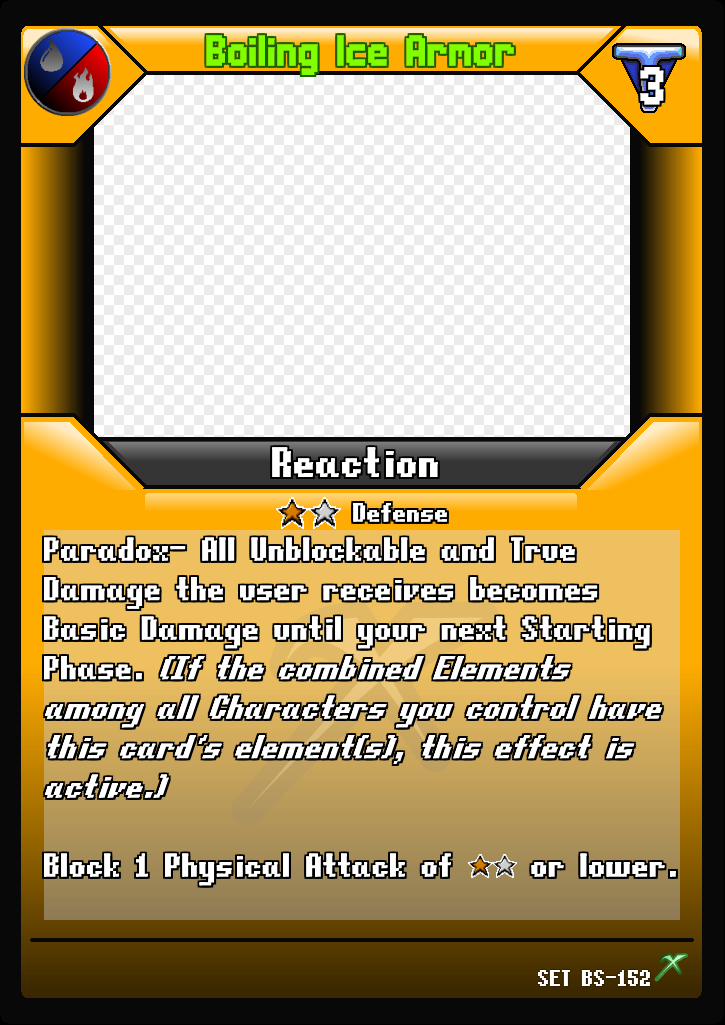 Boiling Ice Armor
3
Reaction
Defense
Paradox- All Unblockable and True
Damage the user receives becomes
Basic Damage until your next Starting
Phase. (If the combined Elements
among all Characters you control have
this card's element(s), this effect is
active.)
Block 1 Physical Attack of ★★ or lower.
SET BS-152